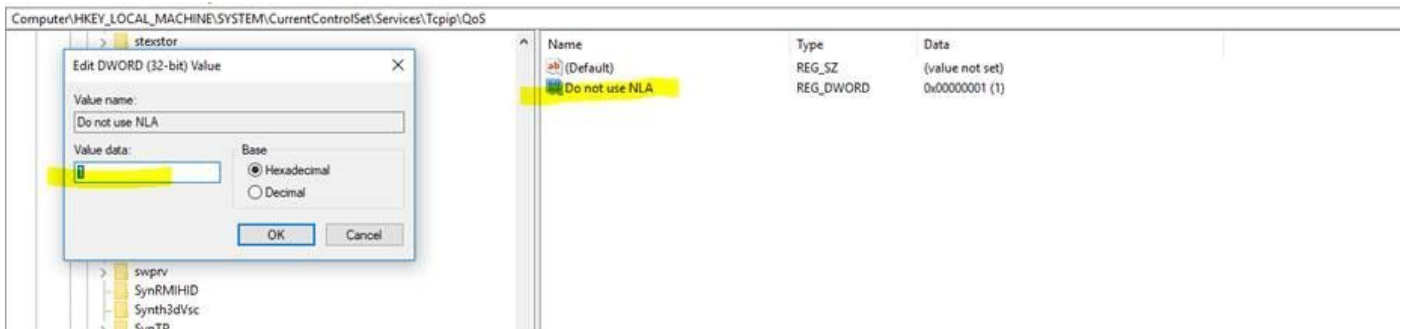 Computer\HKEY_LOCAL_MACHINE\SYSTEM\CurrentControlSet\Services\Tcpip\QoS
stexstor
Edit DWORD (32-bit) Value
Value name:
Do not use NLA
Value data:
1
Base
Hexadecimal
Decimal
OK Cancel
swprv
SynRMIHID
Synth3dVsc
SynTP
Name Type Data
(Default) REG_SZ (value not set)
Do not use NLA REG_DWORD 0x00000001 (1)